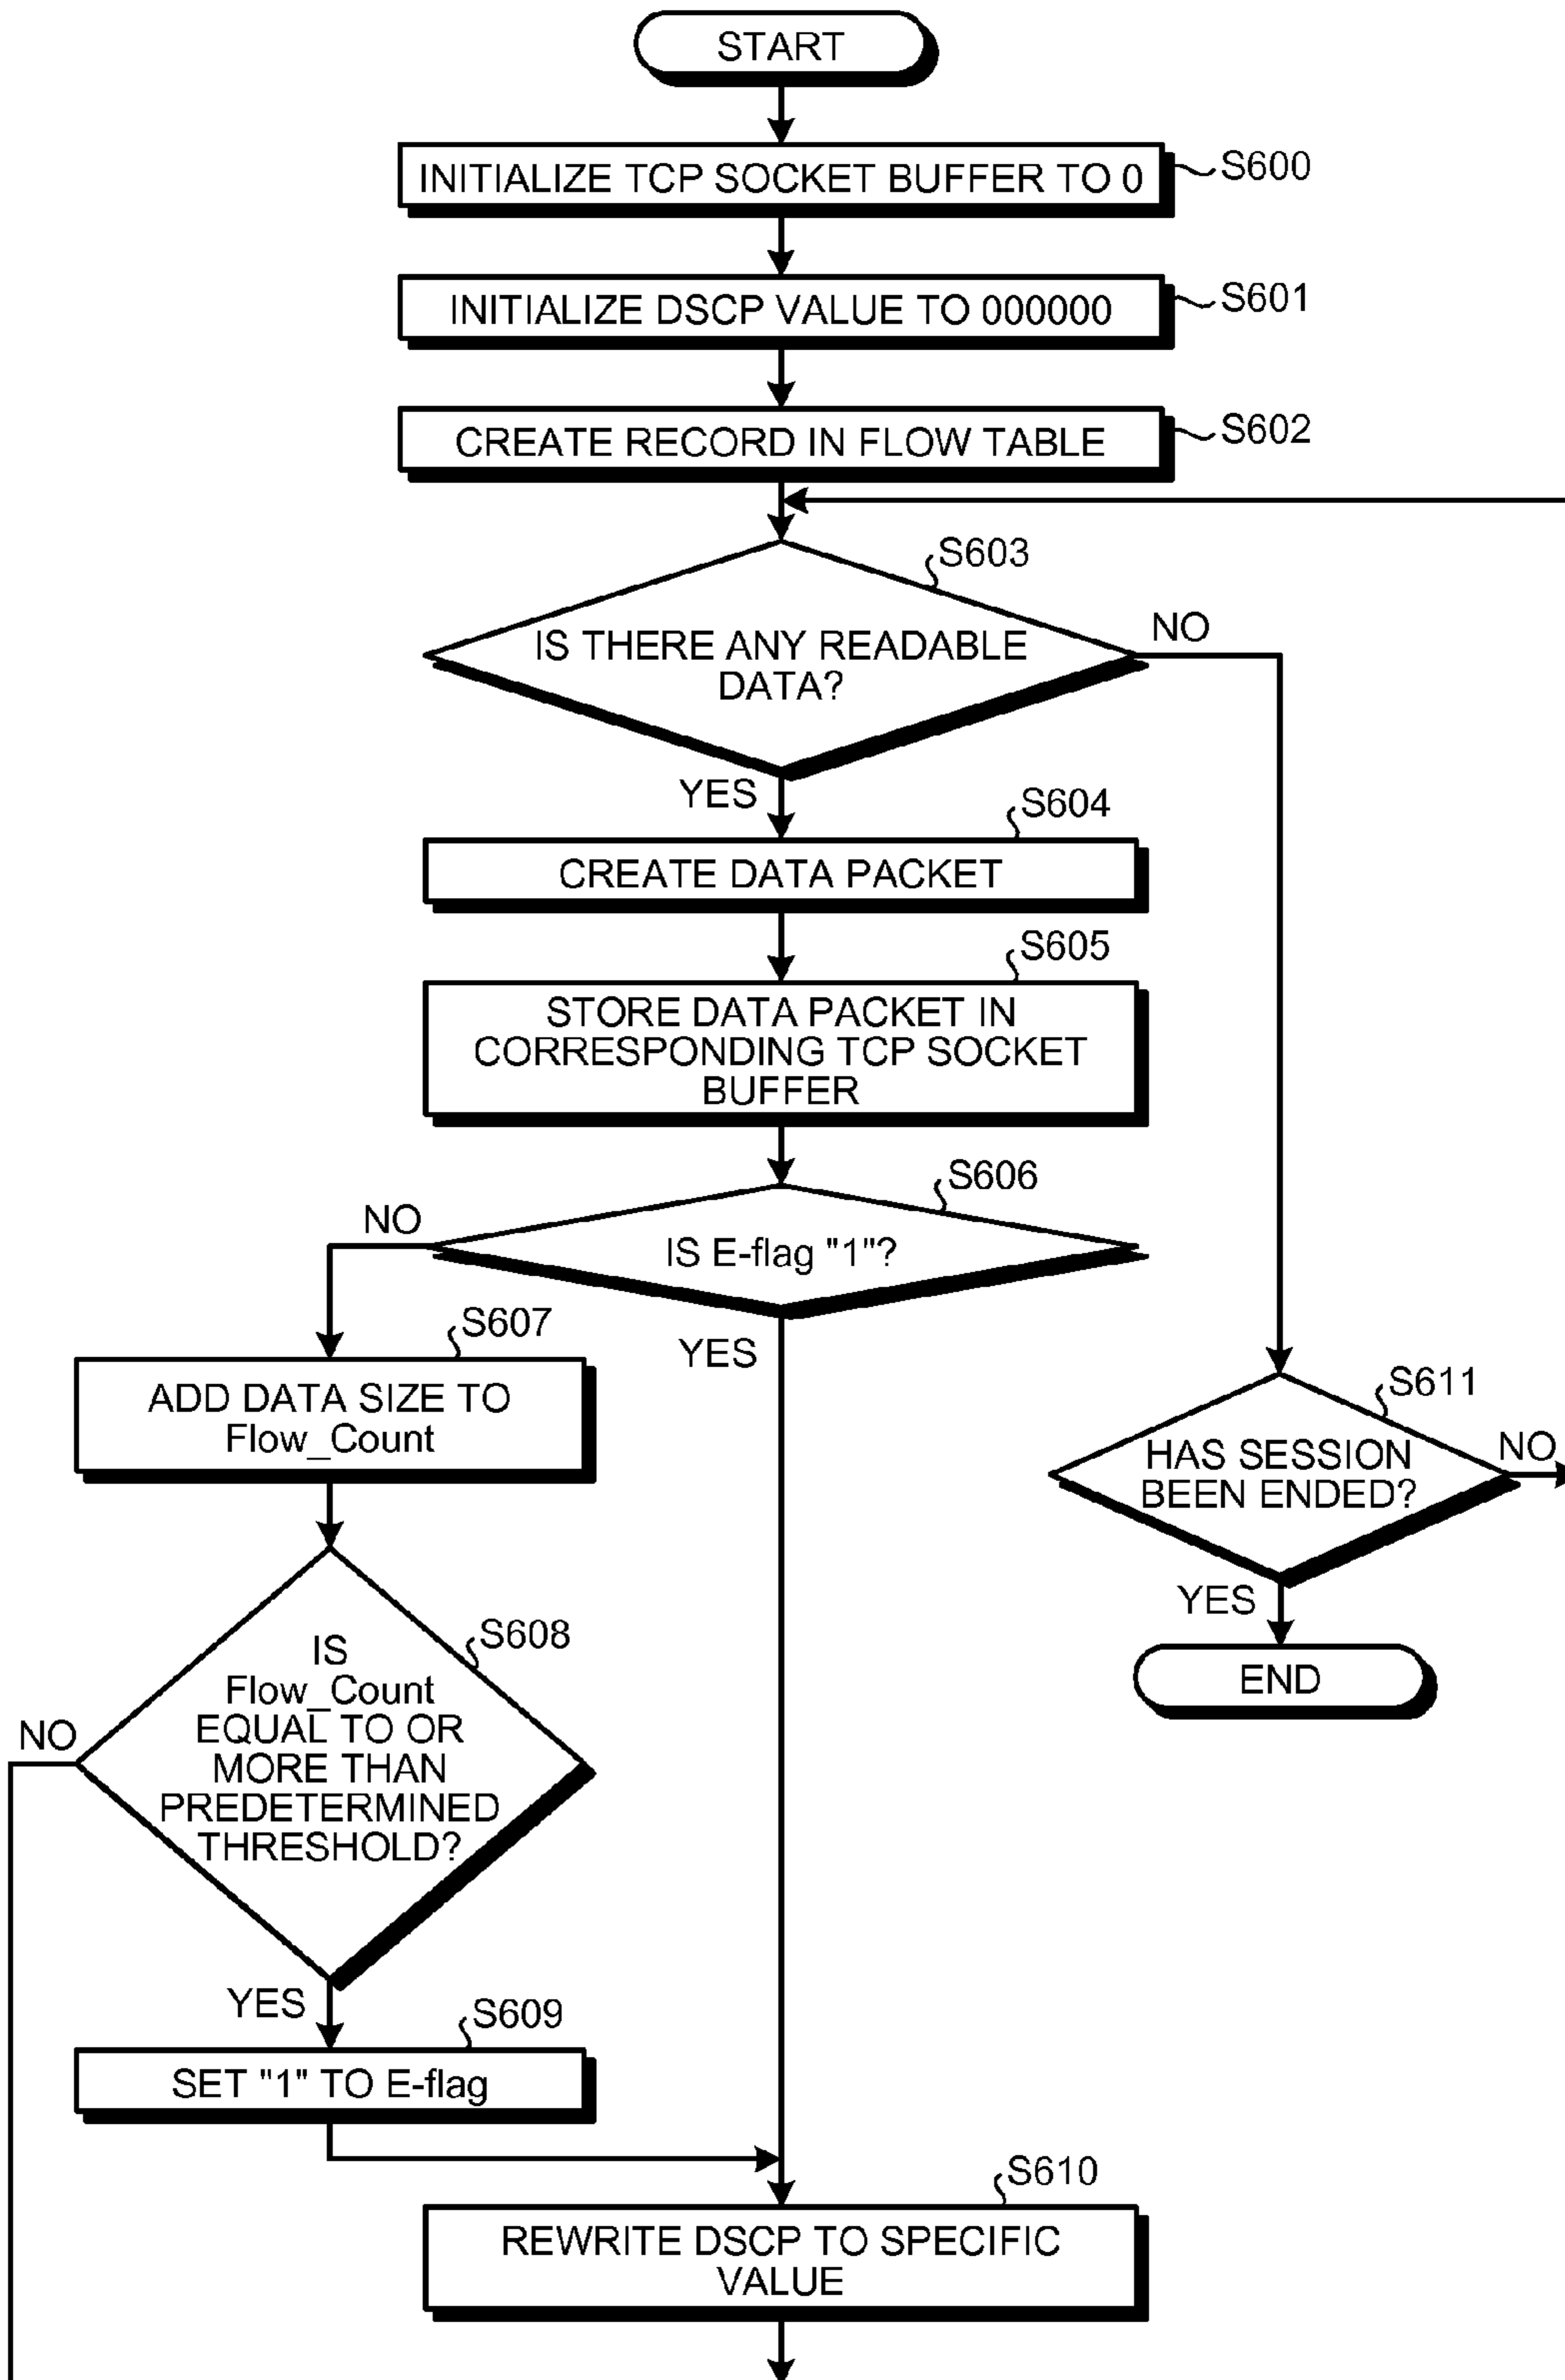 START
INITIALIZE TCP SOCKET BUFFER TO 0
S600
INITIALIZE DSCP VALUE TO 000000
S601
CREATE RECORD IN FLOW TABLE
S602
S603
IS THERE ANY READABLE
DATA?
NO
YES
S604
CREATE DATA PACKET
S605
STORE DATA PACKET IN
CORRESPONDING TCP SOCKET
BUFFER
S606
IS E-flag "1"?
NO
YES
S607
ADD DATA SIZE TO
Flow_Count
S608
IS
Flow_Count
EQUAL TO OR
MORE THAN
PREDETERMINED
THRESHOLD?
NO
YES
S609
SET "1" TO E-flag
S610
REWRITE DSCP TO SPECIFIC
VALUE
S611
HAS SESSION
BEEN ENDED?
NO
YES
END